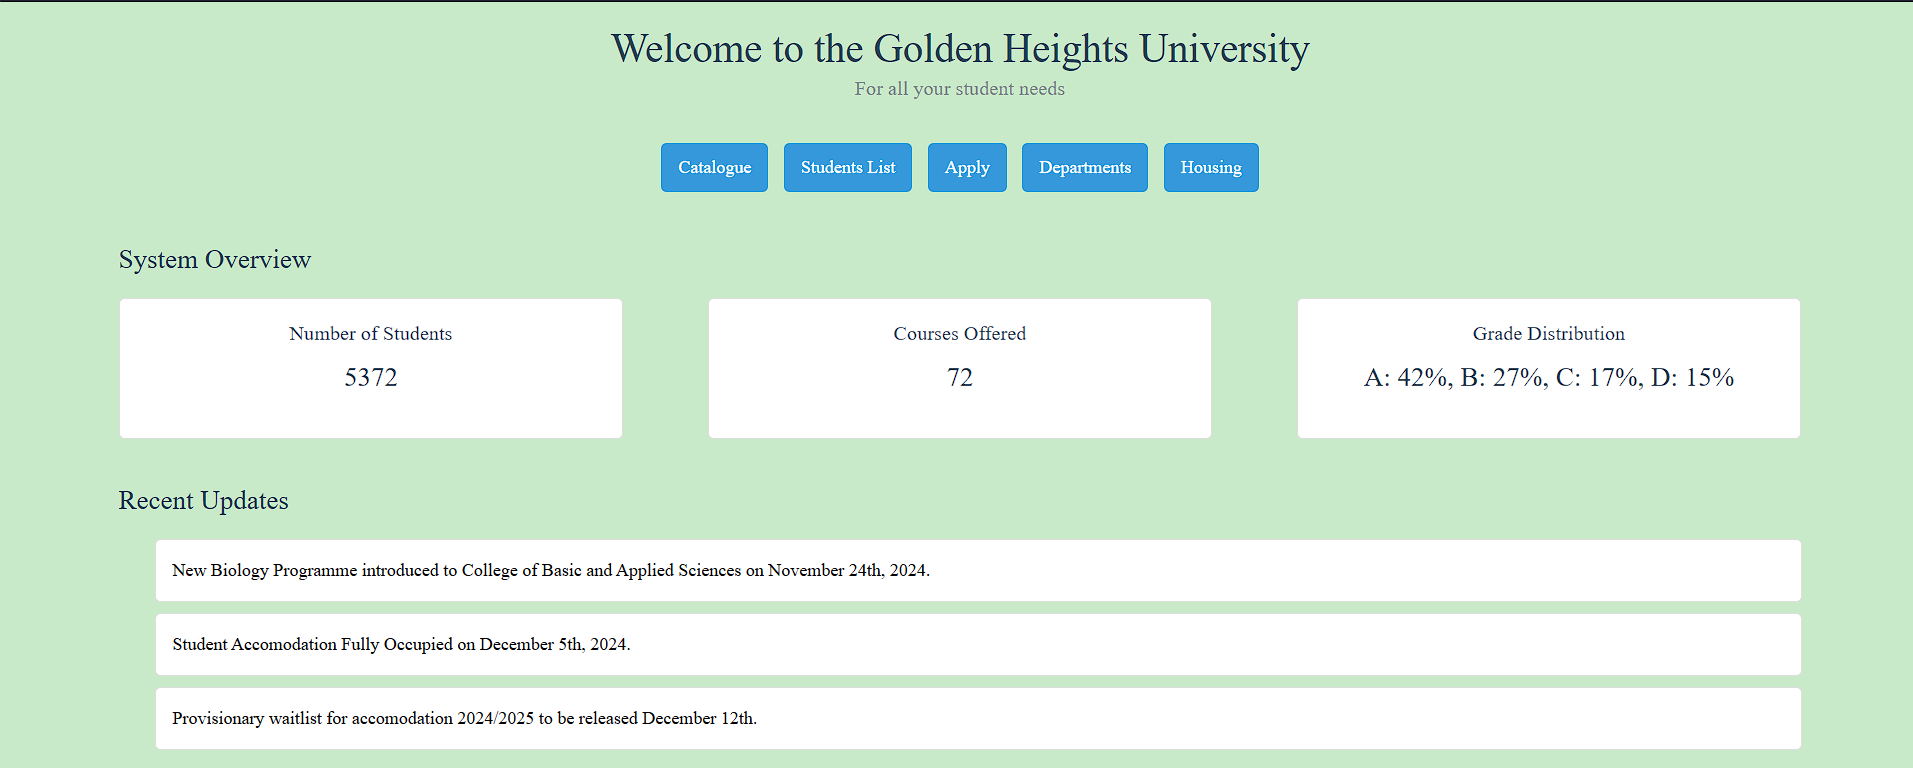 Welcome to the Golden Heights University
For all your student needs
Catalogue Students List Apply Departments Housing
System Overview
Number of Students
5372
Courses Offered
72
Grade Distribution
A: 42%, B: 27%, C: 17%, D: 15%
Recent Updates
New Biology Programme introduced to College of Basic and Applied Sciences on November 24th, 2024.
Student Accomodation Fully Occupied on December 5th, 2024.
Provisionary waitlist for accomodation 2024/2025 to be released December 12th.